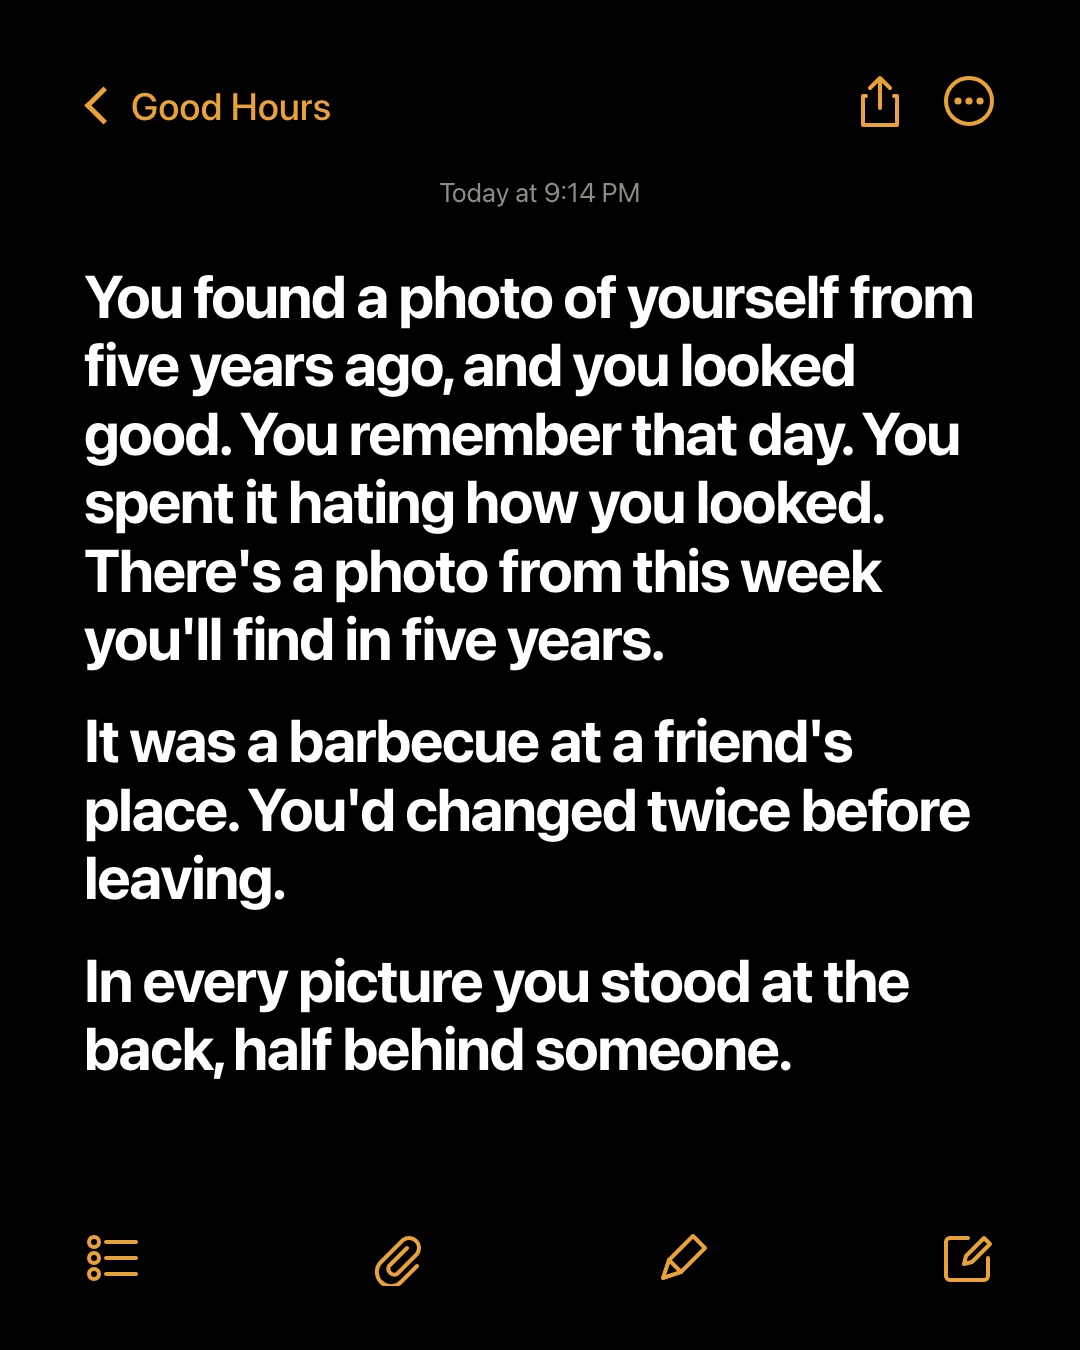 Good Hours
Today at 9:14 PM
You found a photo of yourself from
five years ago, and you looked
good. You remember that day. You
spent it hating how you looked.
There's a photo from this week
you'll find in five years.
It was a barbecue at a friend's
place. You'd changed twice before
leaving.
In every picture you stood at the
back, half behind someone.